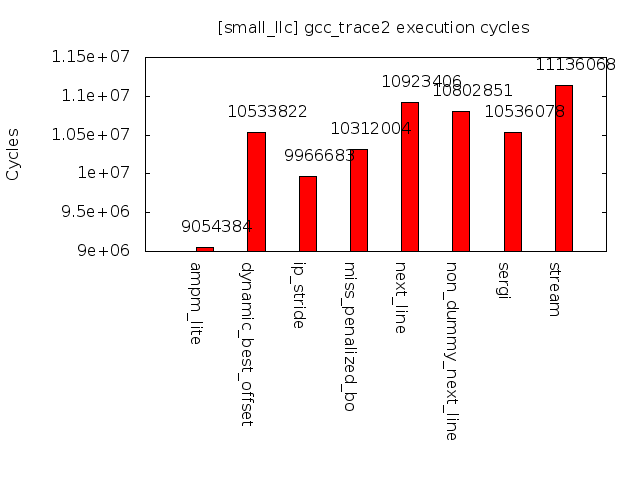 [small_llc] gcc_trace2 execution cycles
Cycles
1.15e+07
1.1e+07
1.05e+07
1e+07
9.5e+06
9e+06
9054384
10533822
9966683
10312004
10923406
10802851
10536078
11136068
ampm_lite
dynamic_best_offset
ip_stride
miss_penalized_bo
next_line
non_dummy_next_line
sergi
stream